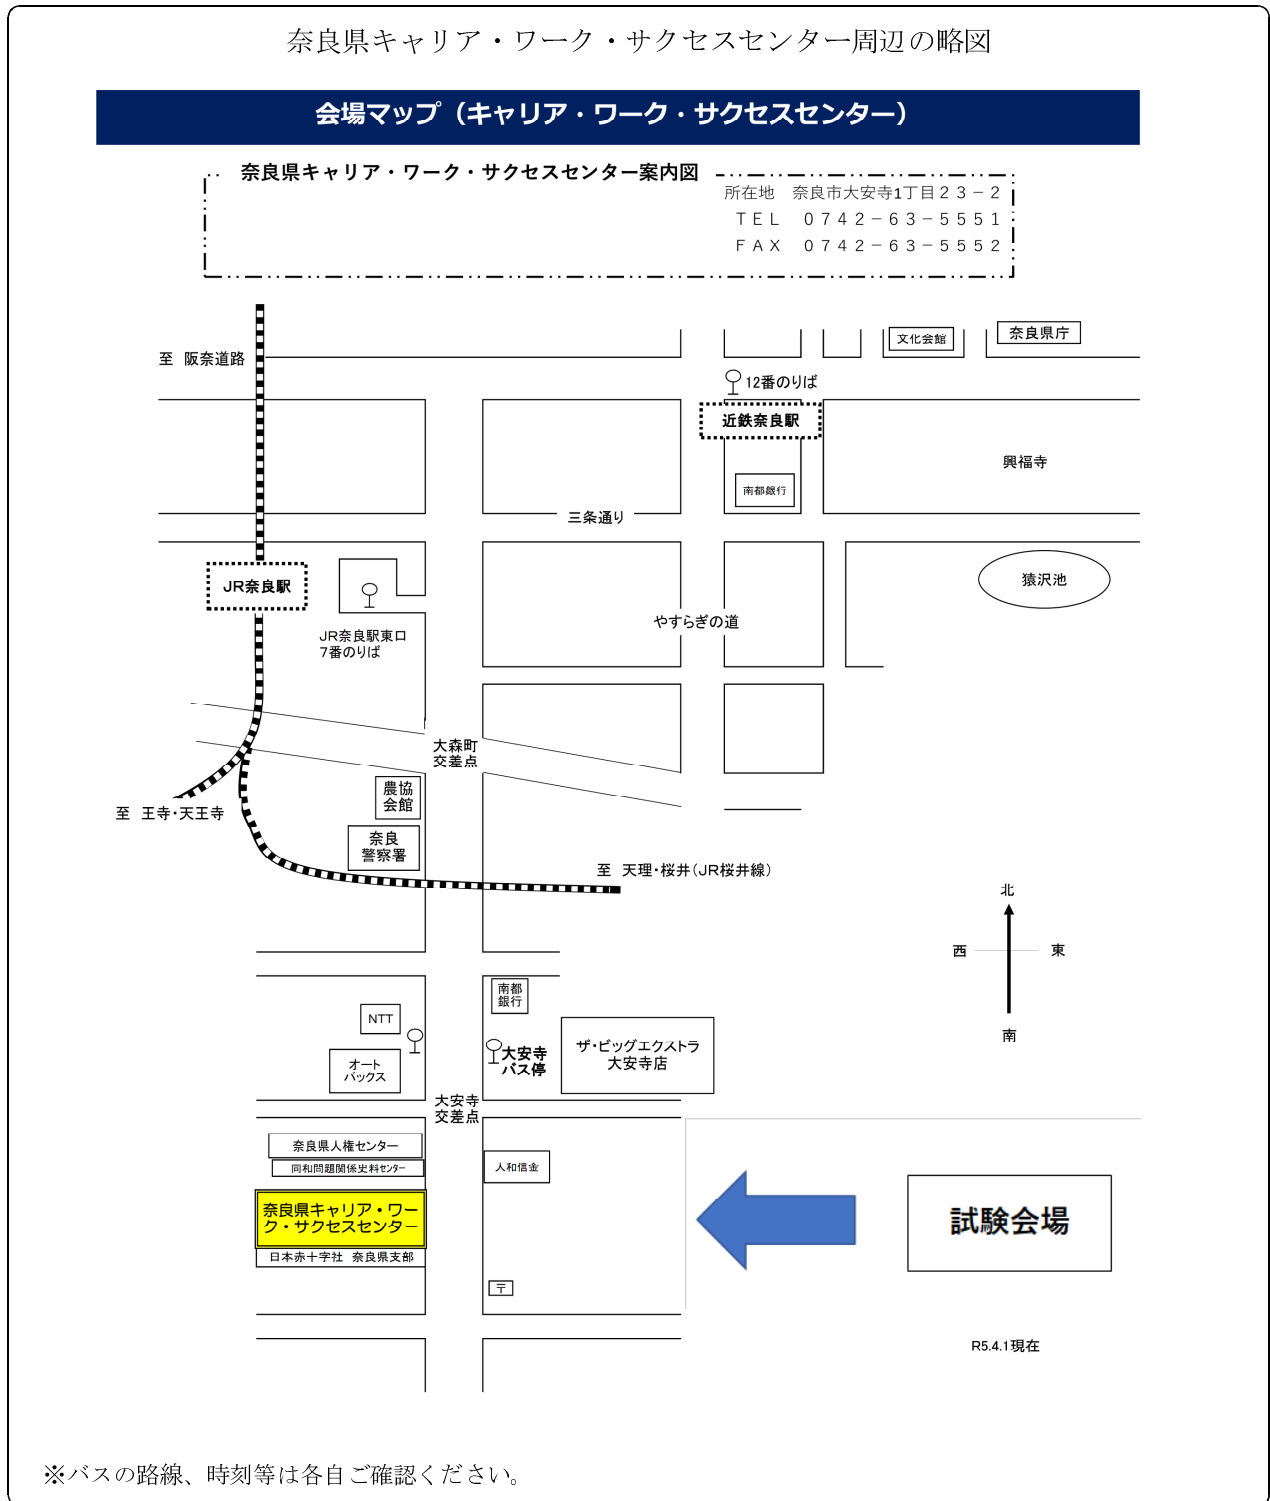 奈良県キャリア・ワーク・サクセスセンター周辺の略図
会場マップ（キャリア・ワーク・サクセスセンター）
奈良県キャリア・ワーク・サクセスセンター案内図
所在地　奈良市大安寺1丁目２３－２
ＴＥＬ　０７４２－６３－５５５１
ＦＡＸ　０７４２－６３－５５５２
奈良県庁
文化会館
至　阪奈道路
12番のりば
近鉄奈良駅
興福寺
南都銀行
三条通り
JR奈良駅
猿沢池
やすらぎの道
JR奈良駅東口
7番のりば
大森町
交差点
農協
会館
至　王寺・天王寺
奈良
警察署
至　天理・桜井（JR桜井線）
北
西
東
南
南都
銀行
NTT
大安寺
バス停
ザ・ビッグエクストラ
大安寺店
オート
バックス
大安寺
交差点
奈良県人権センター
同和問題関係史料センター
人和信金
奈良県キャリア・ワー
ク・サクセスセンター
試験会場
日本赤十字社　奈良県支部
〒
R5.4.1現在
※バスの路線、時刻等は各自ご確認ください。